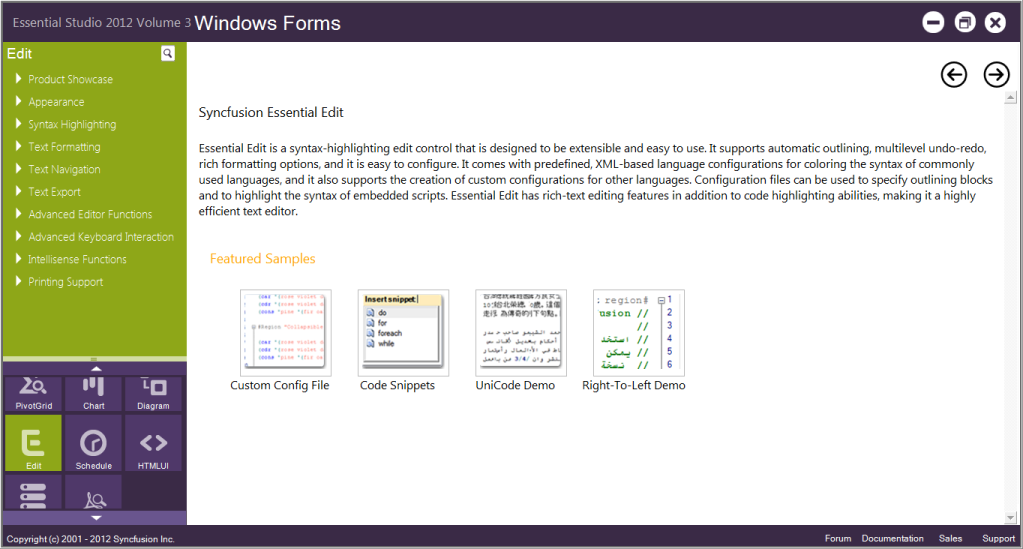 Essential Studio 2012 Volume 3 Windows Forms
Edit
Product Showcase
Appearance
Syntax Highlighting
Text Formatting
Text Navigation
Text Export
Advanced Editor Functions
Advanced Keyboard Interaction
Intellisense Functions
Printing Support
PivotGrid
Chart
Diagram
Edit
Schedule
HTMLUI
Syncfusion Essential Edit
Essential Edit is a syntax-highlighting edit control that is designed to be extensible and easy to use. It supports automatic outlining, multilevel undo-redo,
rich formatting options, and it is easy to configure. It comes with predefined, XML-based language configurations for coloring the syntax of commonly
used languages, and it also supports the creation of custom configurations for other languages. Configuration files can be used to specify outlining blocks
and to highlight the syntax of embedded scripts. Essential Edit has rich-text editing features in addition to code highlighting abilities, making it a highly
efficient text editor.
Featured Samples
#Region "Collapsible
Custom Config File
Insert snippet:
do
for
foreach
while
Code Snippets
UniCode Demo
: region# 1
usion // 2
// 3
استخد // 4
يمكن // 5
نسخة // 6
Right-To-Left Demo
Copyright (c) 2001 - 2012 Syncfusion Inc.
Forum Documentation Sales Support